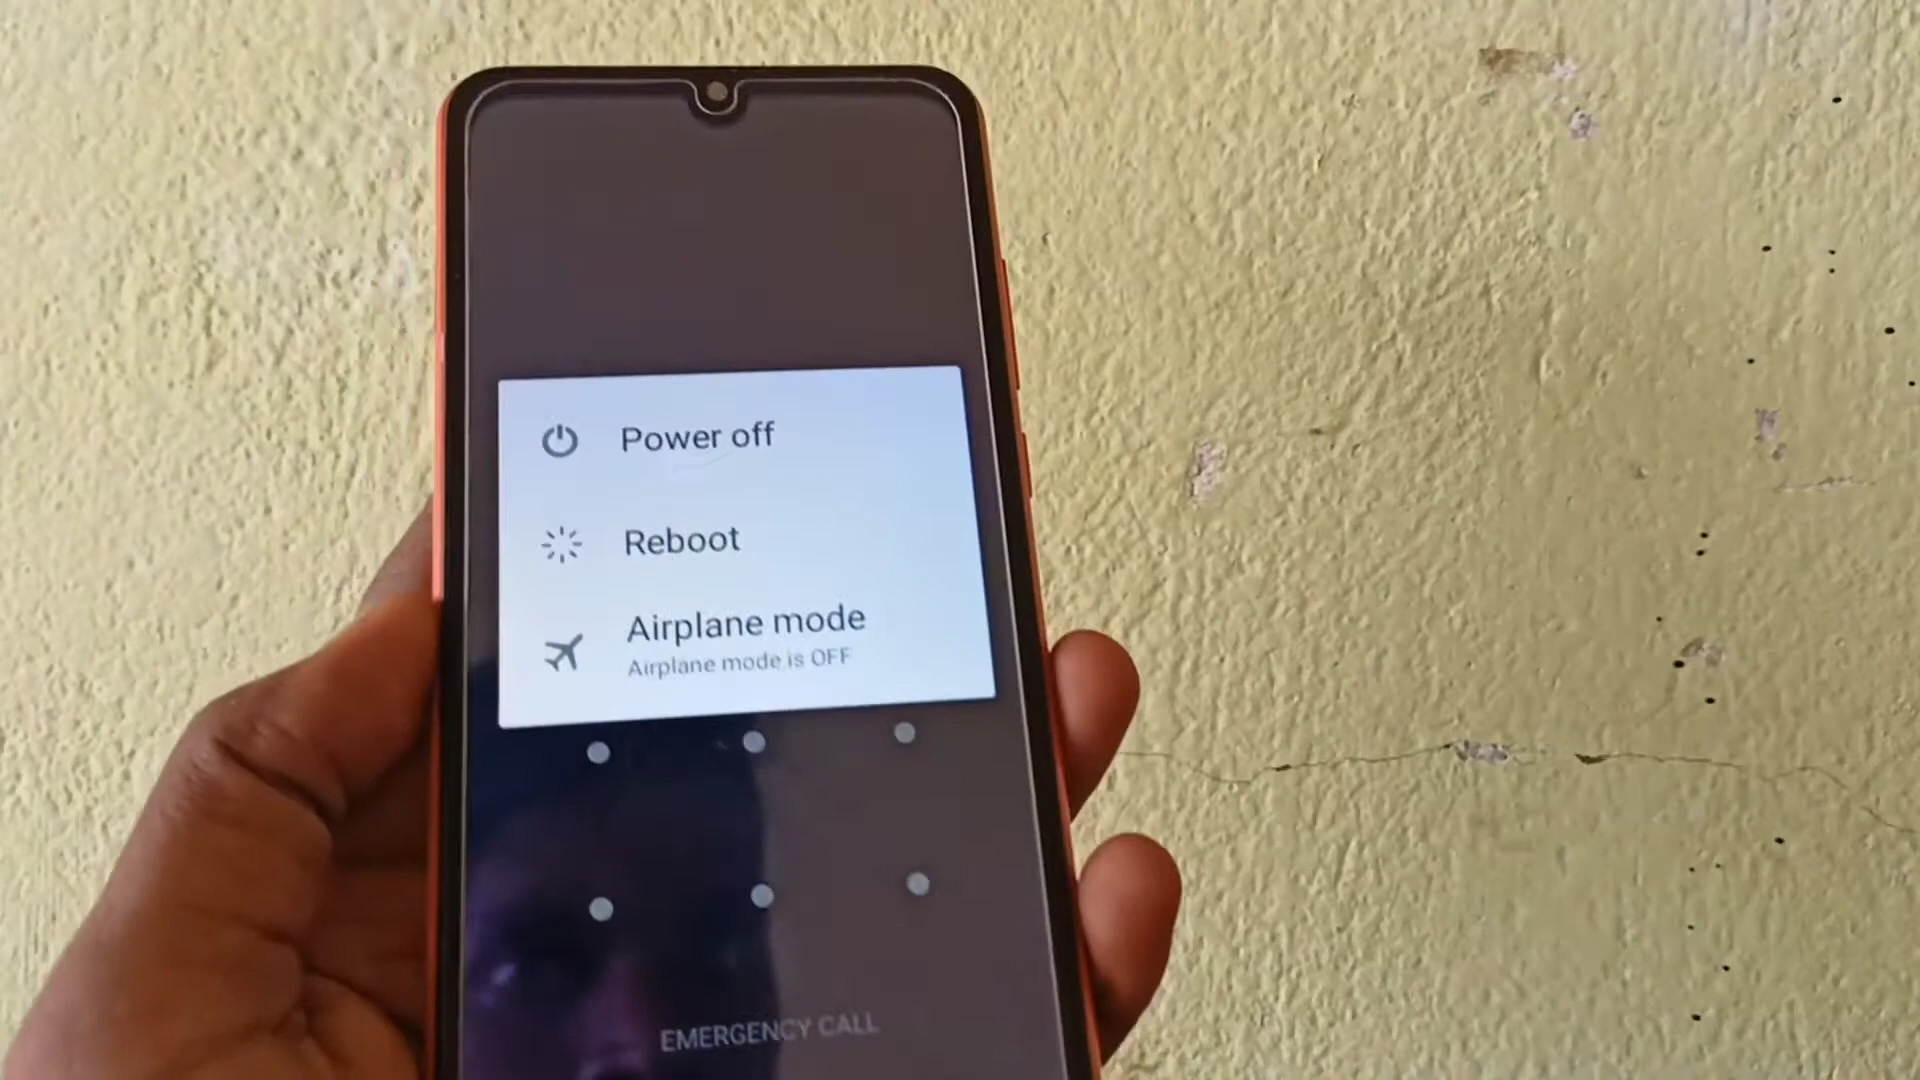 Power off
Reboot
Airplane mode
Airplane mode is OFF
EMERGENCY CALL